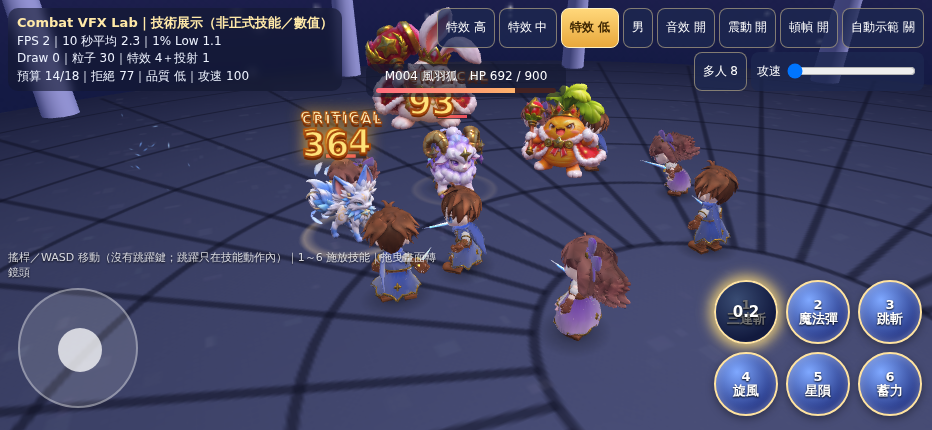 Combat VFX Lab｜技術展示（非正式技能／數值）
FPS 2｜10 秒平均 2.3｜1% Low 1.1
Draw 0｜粒子 30｜特效 4＋投射 1
預算 14/18｜拒絕 77｜品質 低｜攻速 100
特效 高
特效 中
特效 低
男
音效 開
震動 開
頓幀 開
自動示範 關
多人 8
攻速
M004 風羽狐 HP 692 / 900
93
CRITICAL
364
搖桿／WASD 移動（沒有跳躍鍵；跳躍只在技能動作內）｜1～6 施放技能｜拖曳畫面轉
鏡頭
1
三連斬
0.2
2
魔法彈
3
跳斬
4
旋風
5
星隕
6
蓄力